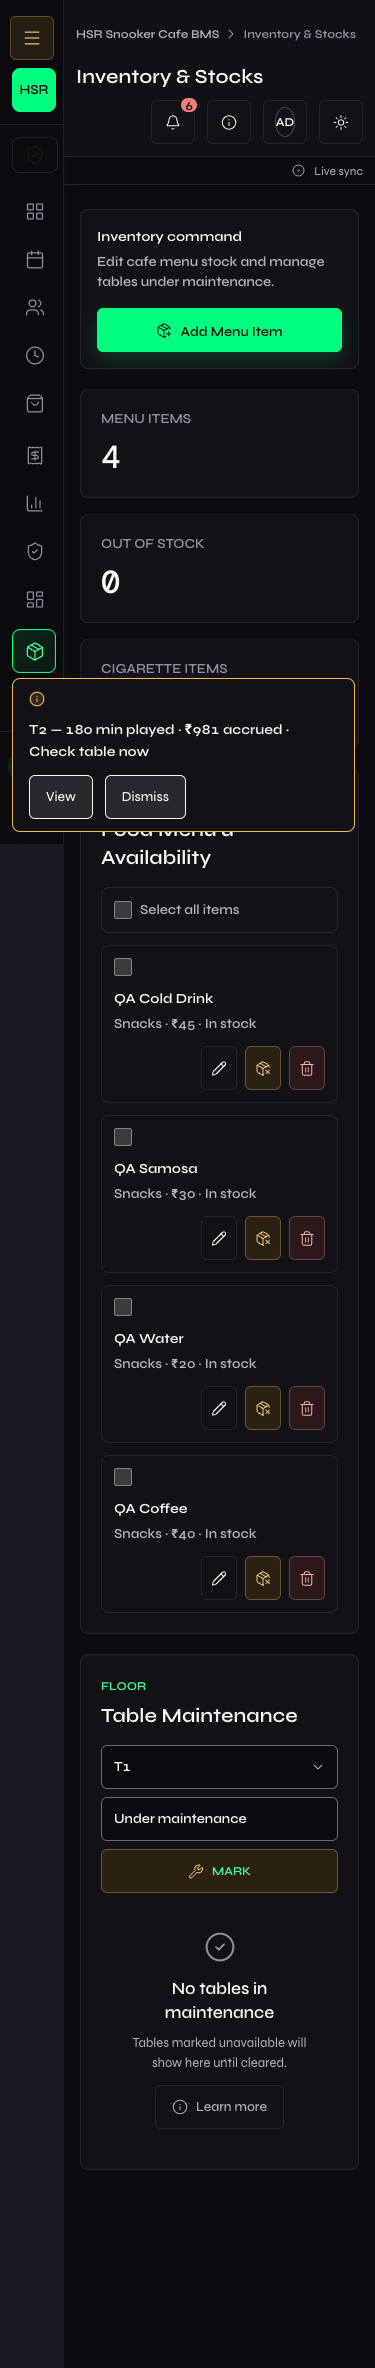 HSR Snooker Cafe BMS > Inventory & Stocks
HSR
Inventory & Stocks
6
AD
Live sync
Inventory command
Edit cafe menu stock and manage
tables under maintenance.
Add Menu Item
MENU ITEMS
4
OUT OF STOCK
0
CIGARETTE ITEMS
T2 — 180 min played · ₹981 accrued ·
Check table now
View
Dismiss
Food Menu &
Availability
Select all items
QA Cold Drink
Snacks · ₹45 · In stock
QA Samosa
Snacks · ₹30 · In stock
QA Water
Snacks · ₹20 · In stock
QA Coffee
Snacks · ₹40 · In stock
FLOOR
Table Maintenance
T1
Under maintenance
MARK
No tables in
maintenance
Tables marked unavailable will
show here until cleared.
Learn more